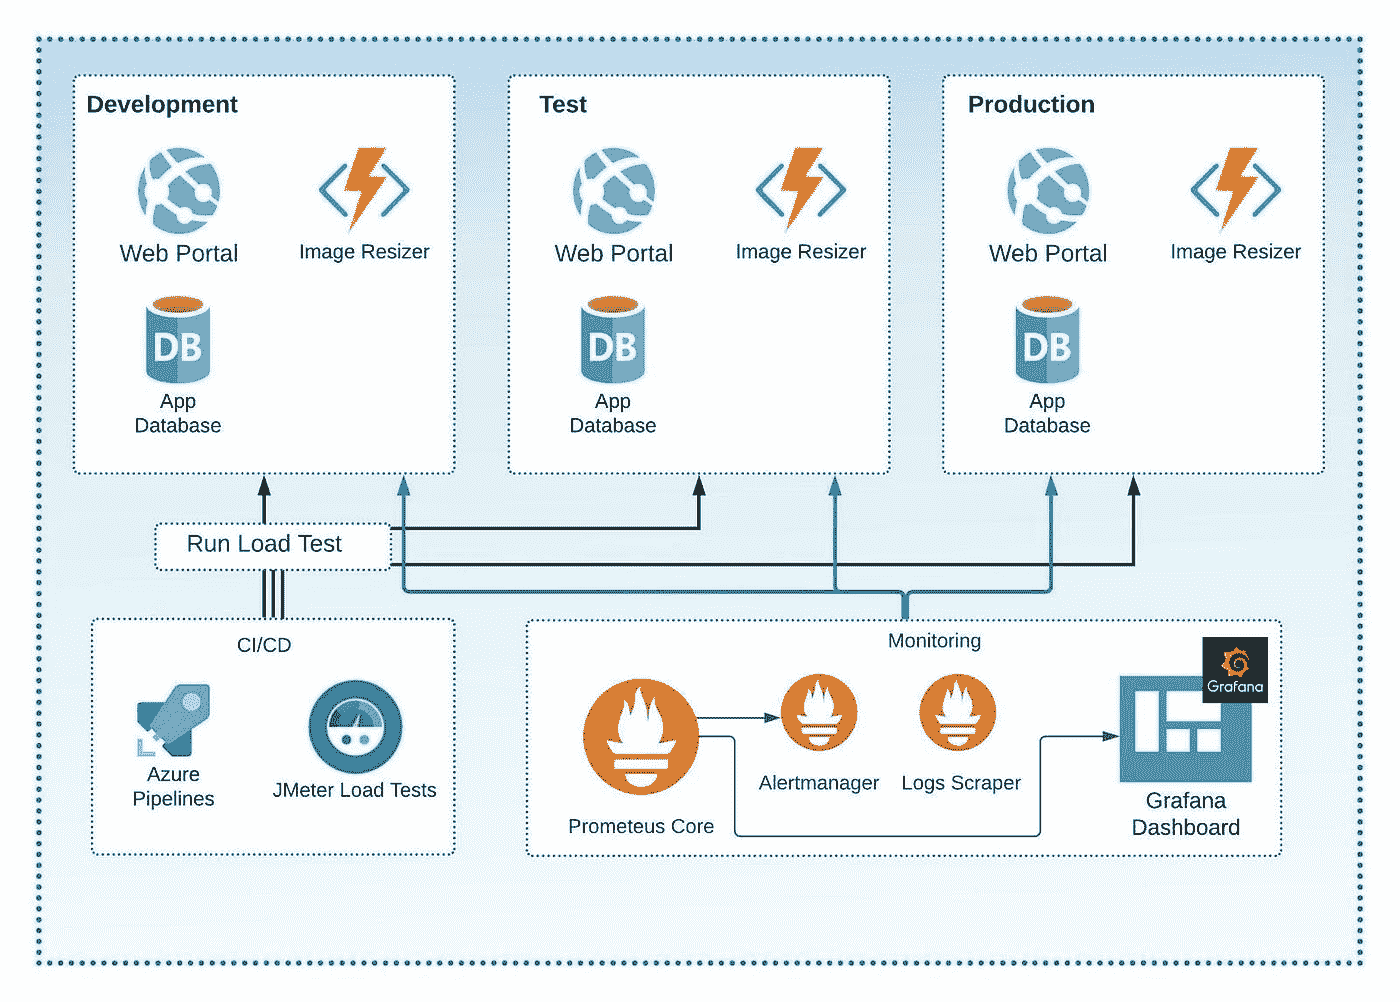 Development
Test
Production
Web Portal
Image Resizer
Web Portal
Image Resizer
Web Portal
Image Resizer
DB
DB
DB
App
Database
App
Database
App
Database
Run Load Test
CI/CD
Monitoring
Grafana
Azure
Pipelines
JMeter Load Tests
Prometeus Core
Alertmanager
Logs Scraper
Grafana
Dashboard